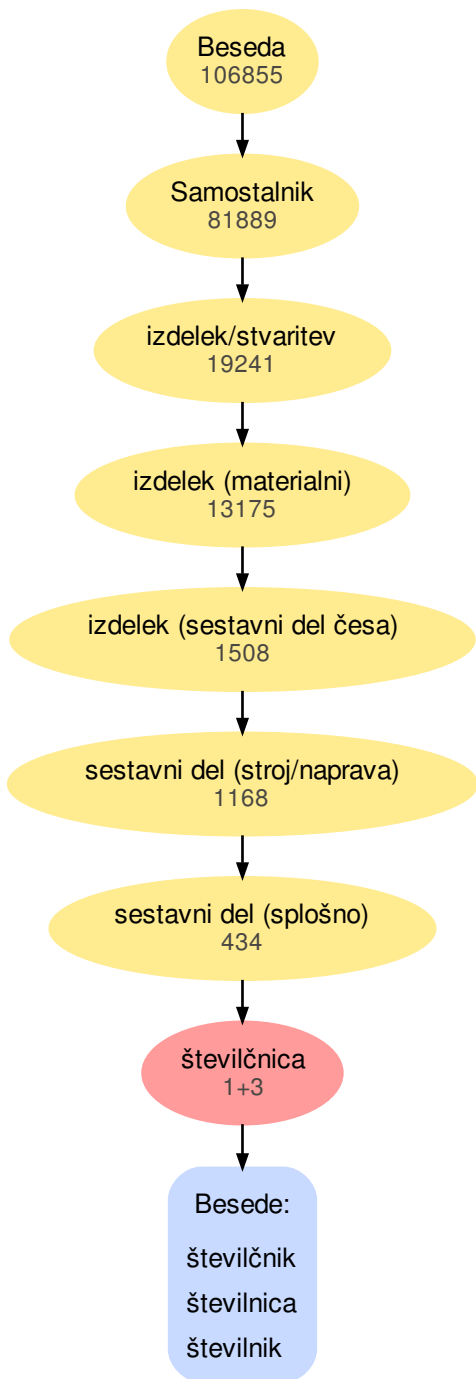 Beseda
106855
Samostalnik
81889
izdelek/stvaritev
19241
izdelek (materialni)
13175
izdelek (sestavni del česa)
1508
sestavni del (stroj/naprava)
1168
sestavni del (splošno)
434
številčnica
1+3
Besede:
številčnik
številnica
številnik